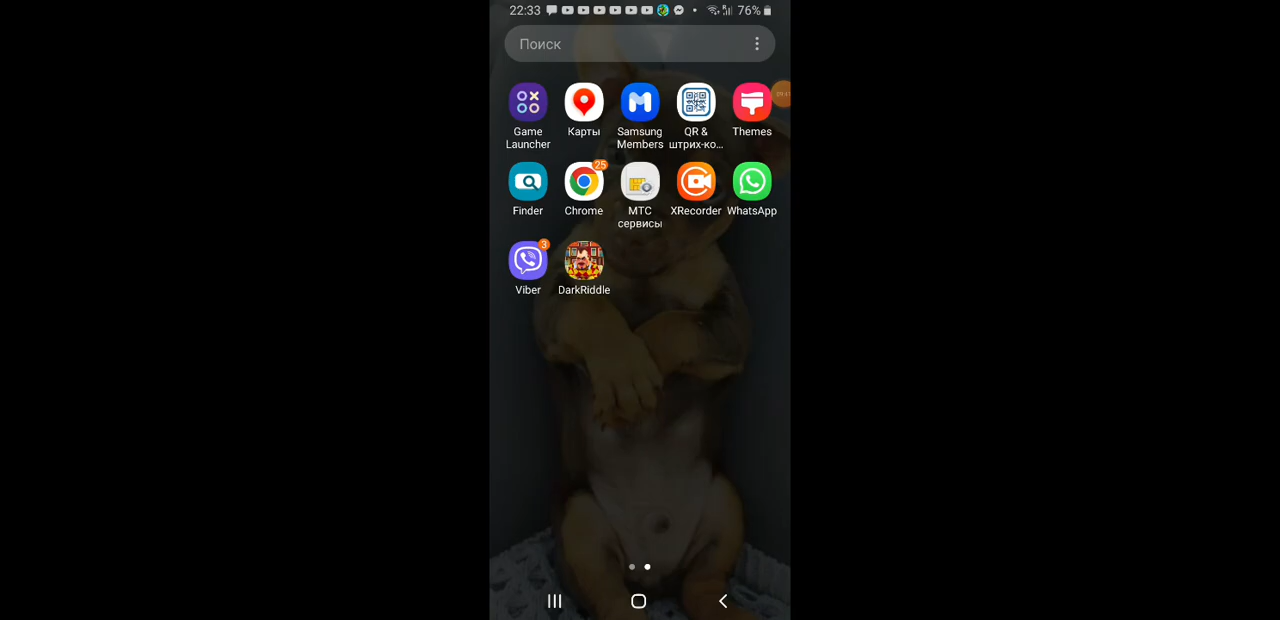 22:33 76%
Поиск
Game Launcher
Карты
Samsung Members
QR & штрих-ко...
Themes
25
Finder
Chrome
МТС сервисы
XRecorder
WhatsApp
3
Viber
DarkRiddle